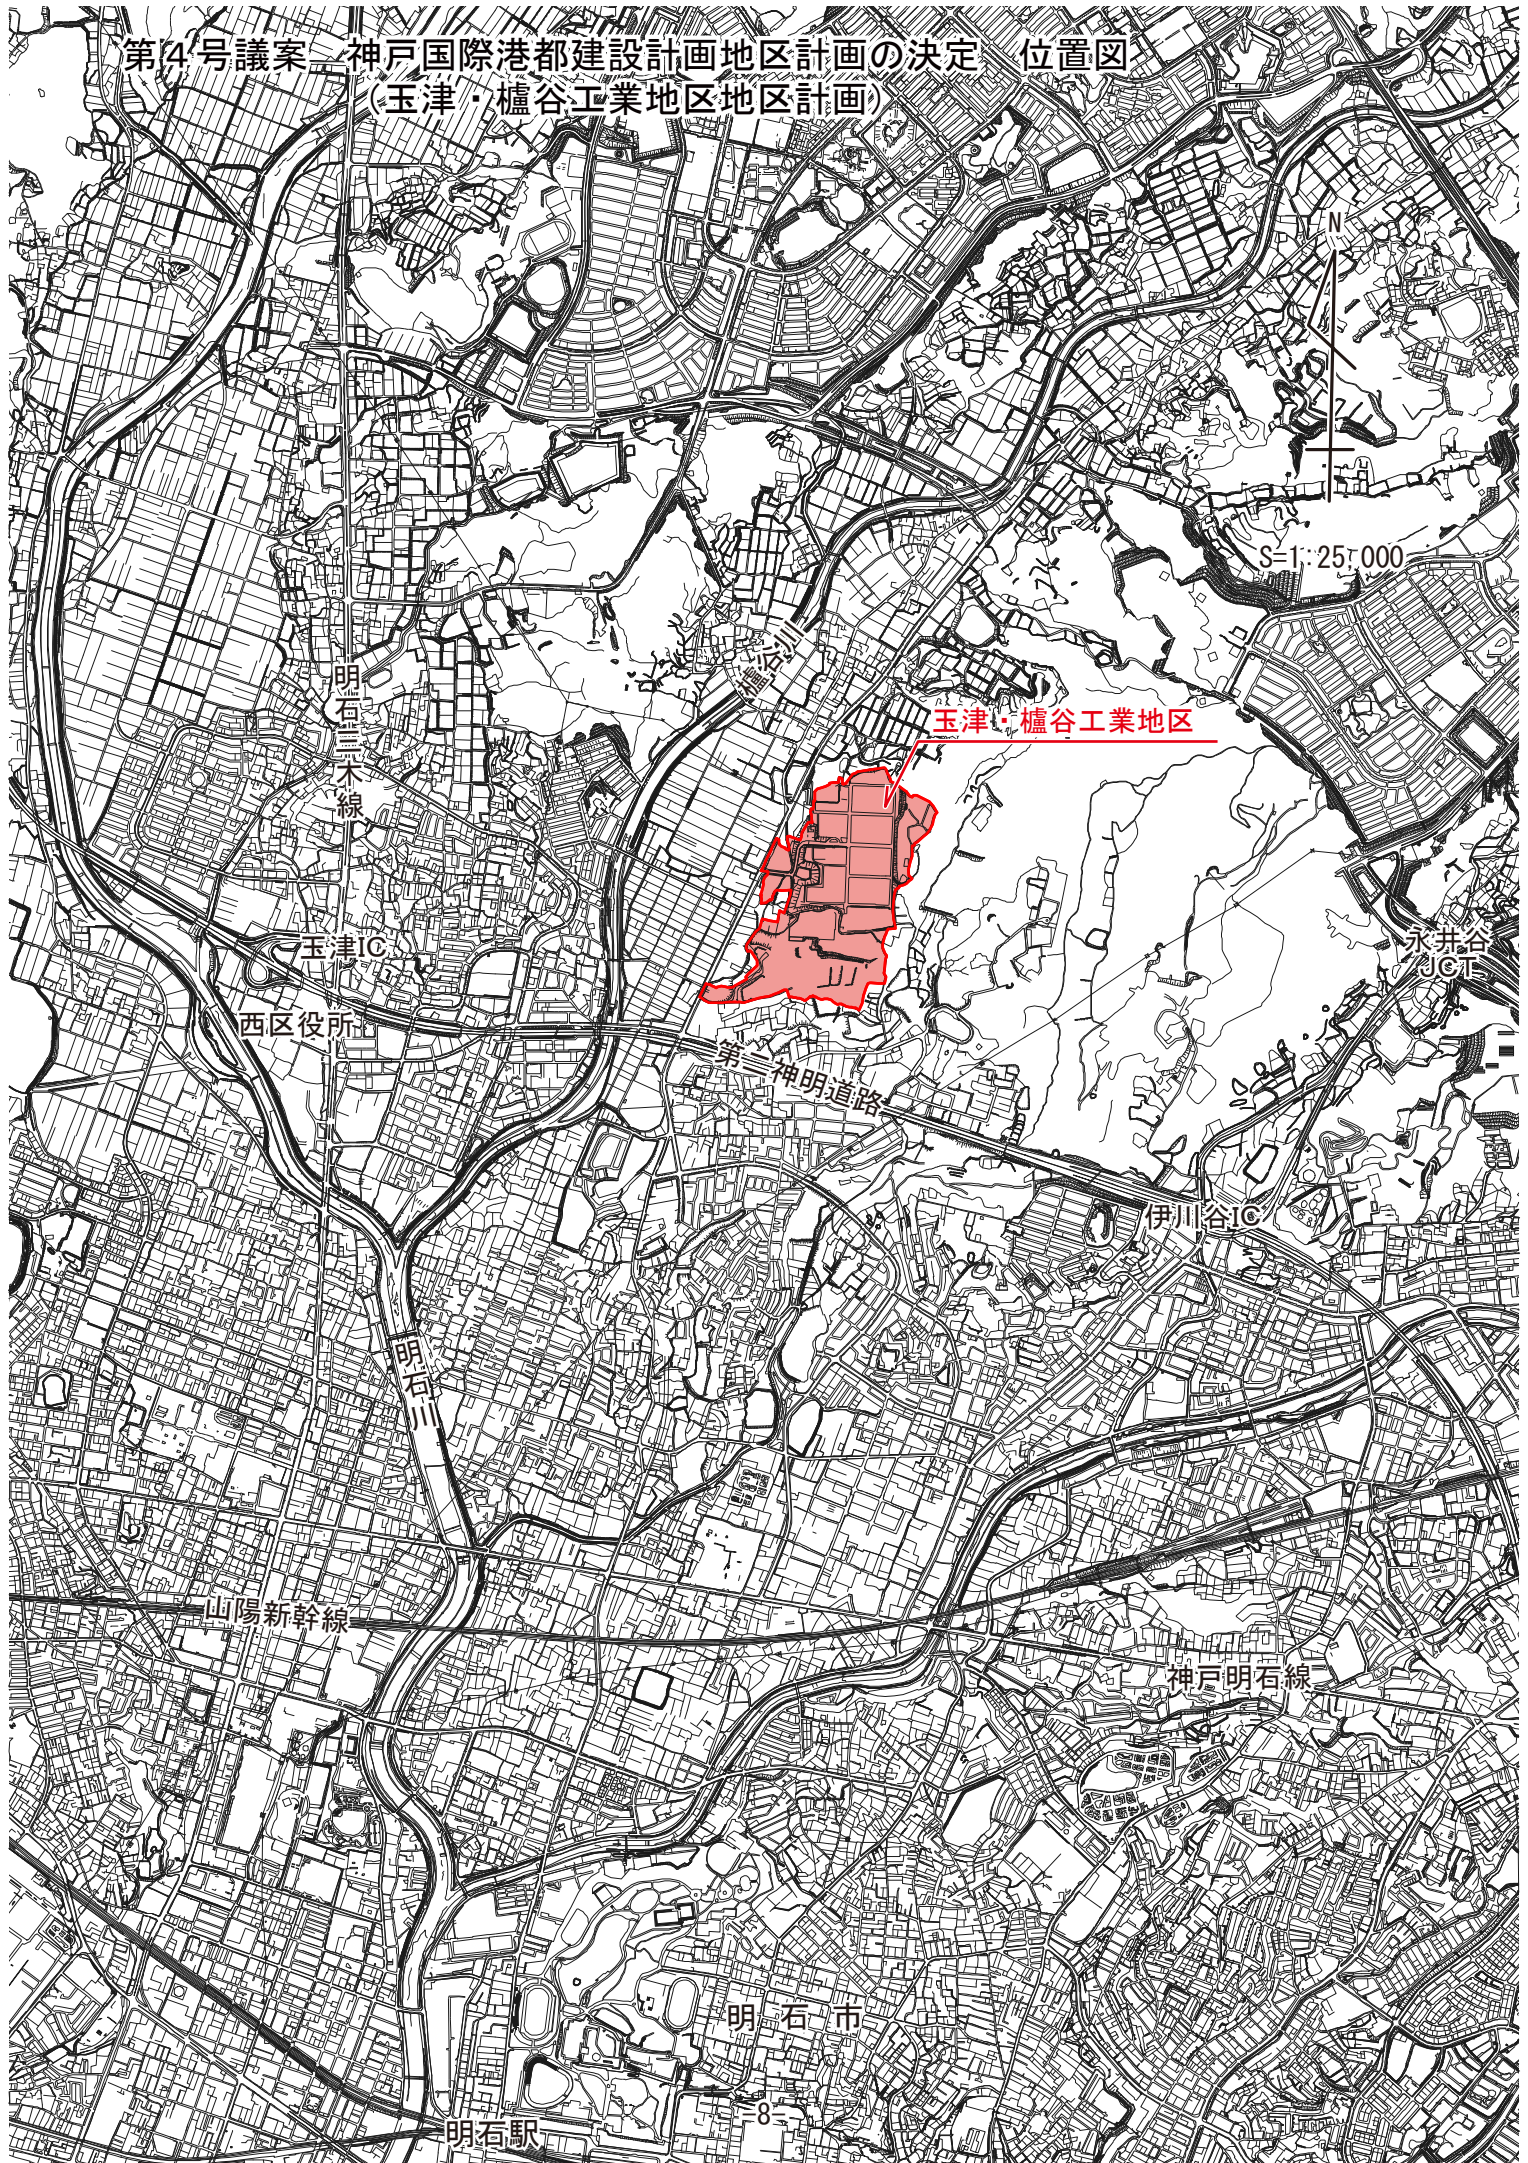 第４号議案　神戸国際港都建設計画地区計画の決定　位置図
（玉津・櫨谷工業地区地区計画）
N
S=1:25,000
櫨谷川
明石三木線
玉津・櫨谷工業地区
玉津IC
永井谷
JCT
西区役所
第二神明道路
伊川谷IC
明石川
山陽新幹線
神戸明石線
明石市
-8-
明石駅